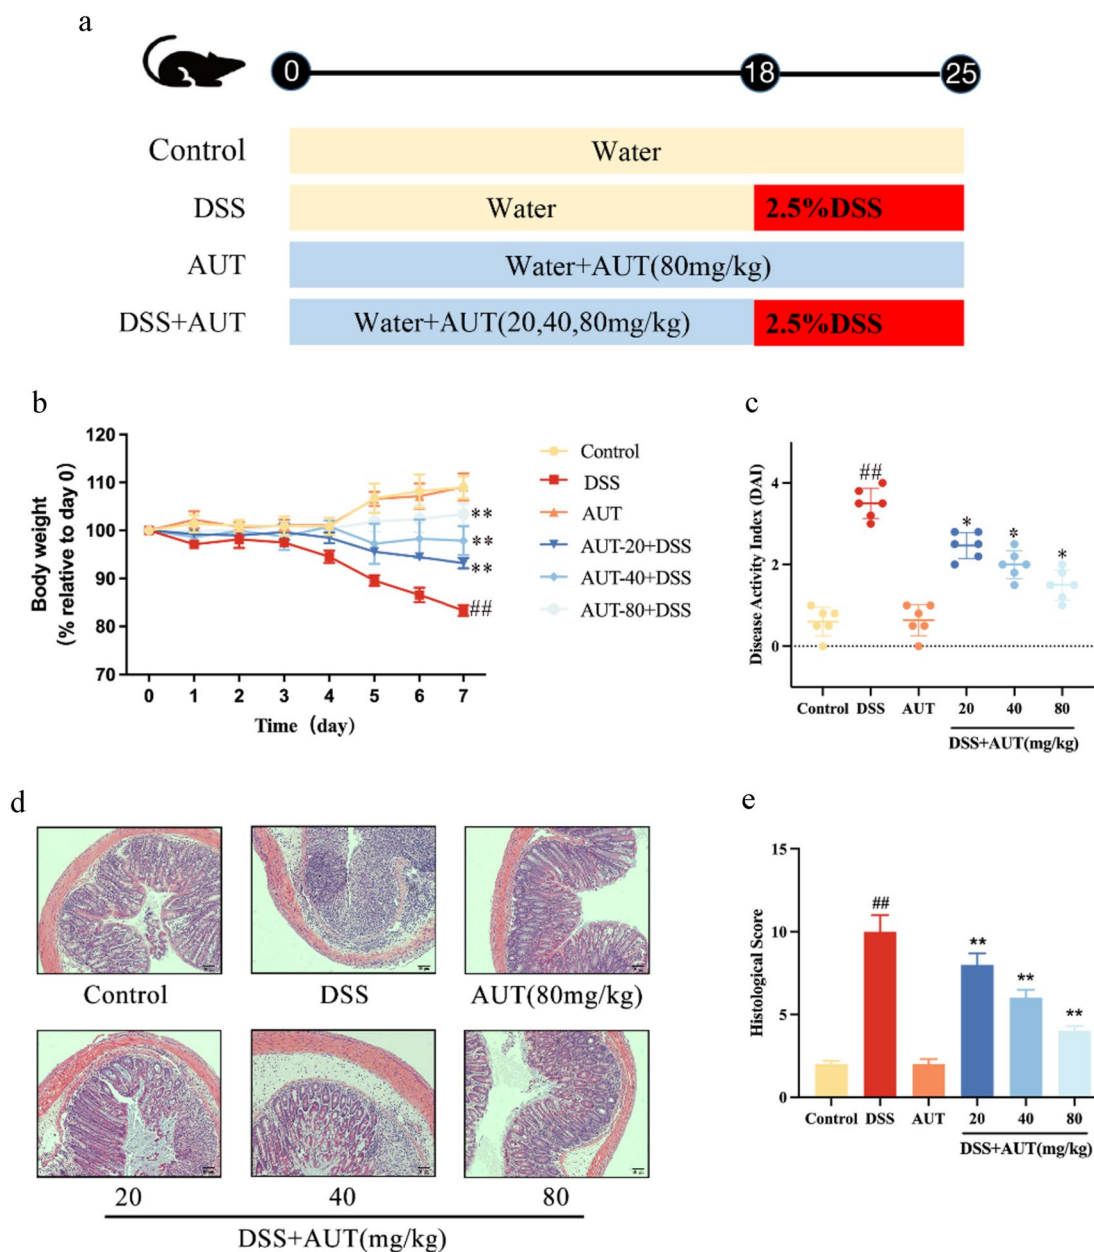 a
0 18 25
Control Water
DSS Water 2.5%DSS
AUT Water+AUT(80mg/kg)
DSS+AUT Water+AUT(20,40,80mg/kg) 2.5%DSS
b
Body weight
(% relative to day 0)
120
110
100
90
80
70
0 1 2 3 4 5 6 7
Time (day)
**
**
**
##
Control
DSS
AUT
AUT-20+DSS
AUT-40+DSS
AUT-80+DSS
c
Disease Activity Index (DAI)
4
2
0
##
*
*
*
Control DSS AUT 20 40 80
DSS+AUT(mg/kg)
d
Control DSS AUT(80mg/kg)
20 40 80
DSS+AUT(mg/kg)
e
Histological Score
15
10
5
0
##
**
**
**
Control DSS AUT 20 40 80
DSS+AUT(mg/kg)